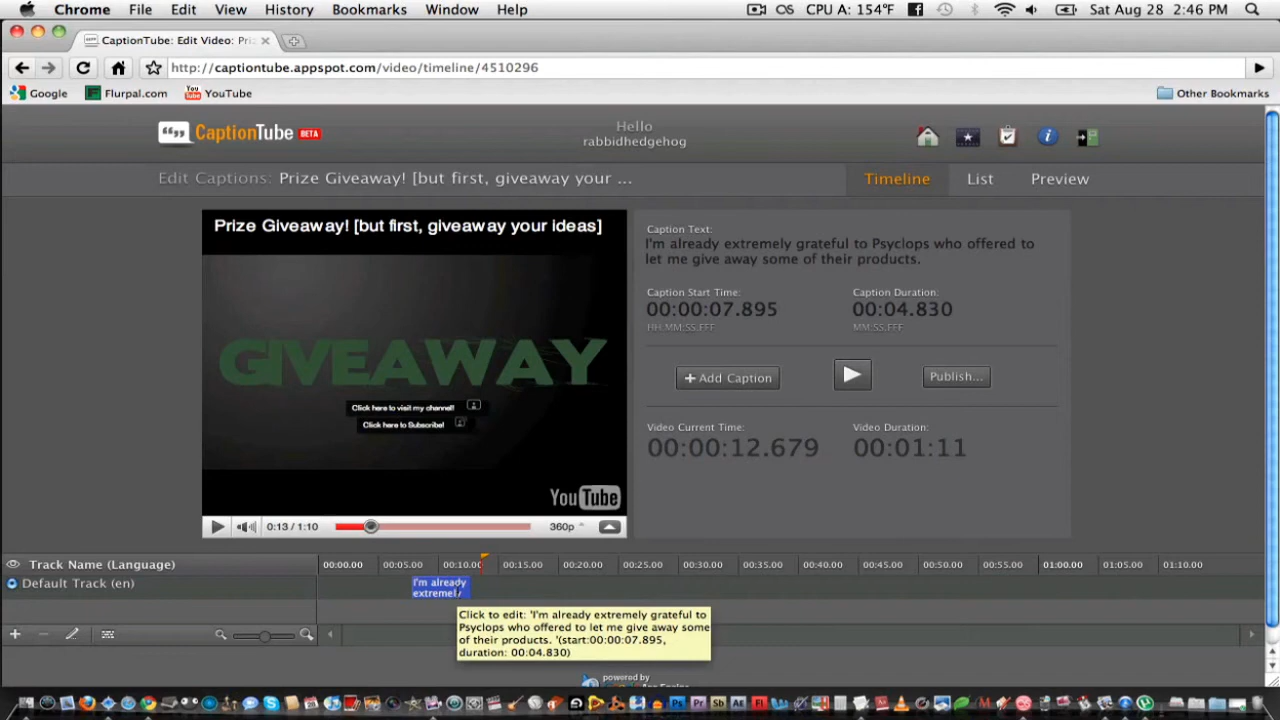 Chrome File Edit View History Bookmarks Window Help CPU A: 154°F Sat Aug 28 2:46 PM
CaptionTube: Edit Video: Pri
http://captiontube.appspot.com/video/timeline/4510296
Google Flurpal.com YouTube Other Bookmarks
CaptionTube BETA
Hello
rabbidhedgehog
Edit Captions: Prize Giveaway! [but first, giveaway your ...
Timeline List Preview
Prize Giveaway! [but first, giveaway your ideas]
GIVEAWAY
Click here to visit my channel!
Click here to Subscribe!
YouTube
0:13 / 1:10 360p
Caption Text:
I'm already extremely grateful to Psyclops who offered to
let me give away some of their products.
Caption Start Time: Caption Duration:
00:00:07.895 00:04.830
HH:MM:SS.FFF MM:SS.FFF
+ Add Caption Publish...
Video Current Time: Video Duration:
00:00:12.679 00:01:11
Track Name (Language) 00:00.00 00:05.00 00:10.00 00:15.00 00:20.00 00:25.00 00:30.00 00:35.00 00:40.00 00:45.00 00:50.00 00:55.00 01:00.00 01:05.00 01:10.00
Default Track (en)
I'm already
extremely
Click to edit: 'I'm already extremely grateful to
Psyclops who offered to let me give away some
of their products. '(start:00:00:07.895,
duration: 00:04.830)
powered by